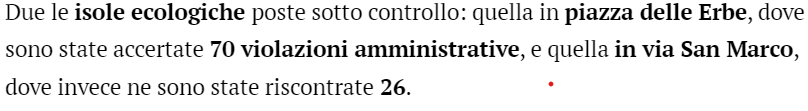 Due le isole ecologiche poste sotto controllo: quella in piazza delle Erbe, dove
sono state accertate 70 violazioni amministrative, e quella in via San Marco,
dove invece ne sono state riscontrate 26.